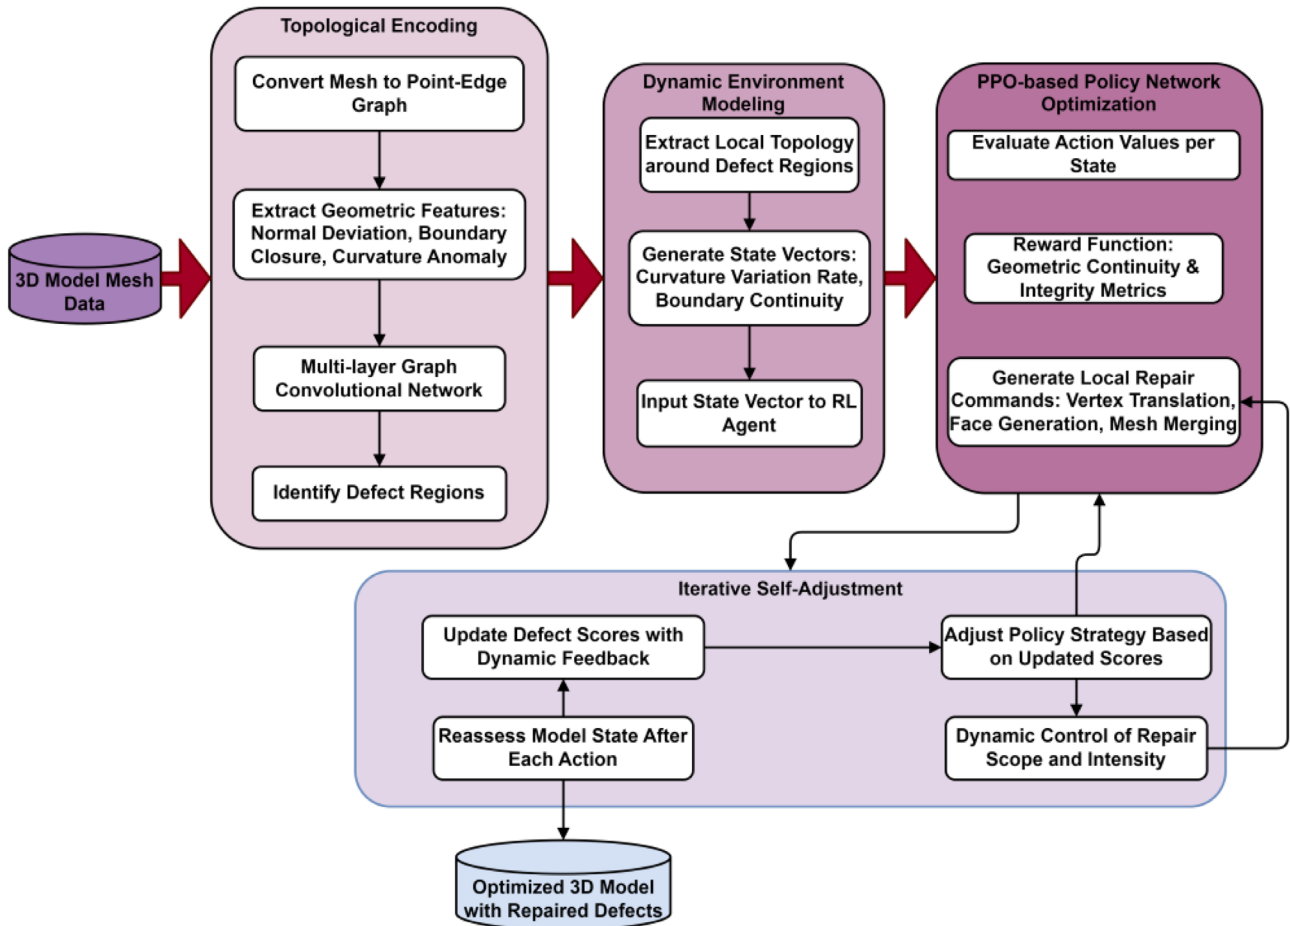 3D Model Mesh
Data
Topological Encoding
Convert Mesh to Point-Edge
Graph
Extract Geometric Features:
Normal Deviation, Boundary
Closure, Curvature Anomaly
Multi-layer Graph
Convolutional Network
Identify Defect Regions
Dynamic Environment
Modeling
Extract Local Topology
around Defect Regions
Generate State Vectors:
Curvature Variation Rate,
Boundary Continuity
Input State Vector to RL
Agent
PPO-based Policy Network
Optimization
Evaluate Action Values per
State
Reward Function:
Geometric Continuity &
Integrity Metrics
Generate Local Repair
Commands: Vertex Translation,
Face Generation, Mesh Merging
Iterative Self-Adjustment
Update Defect Scores with
Dynamic Feedback
Adjust Policy Strategy Based
on Updated Scores
Reassess Model State After
Each Action
Dynamic Control of Repair
Scope and Intensity
Optimized 3D Model
with Repaired Defects